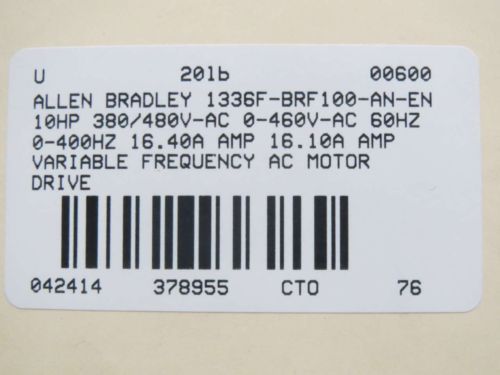 U 20lb 00600
ALLEN BRADLEY 1336F-BRF100-AN-EN
10HP 380/480V-AC 0-460V-AC 60HZ
0-400HZ 16.40A AMP 16.10A AMP
VARIABLE FREQUENCY AC MOTOR
DRIVE
042414 378955 CTO 76